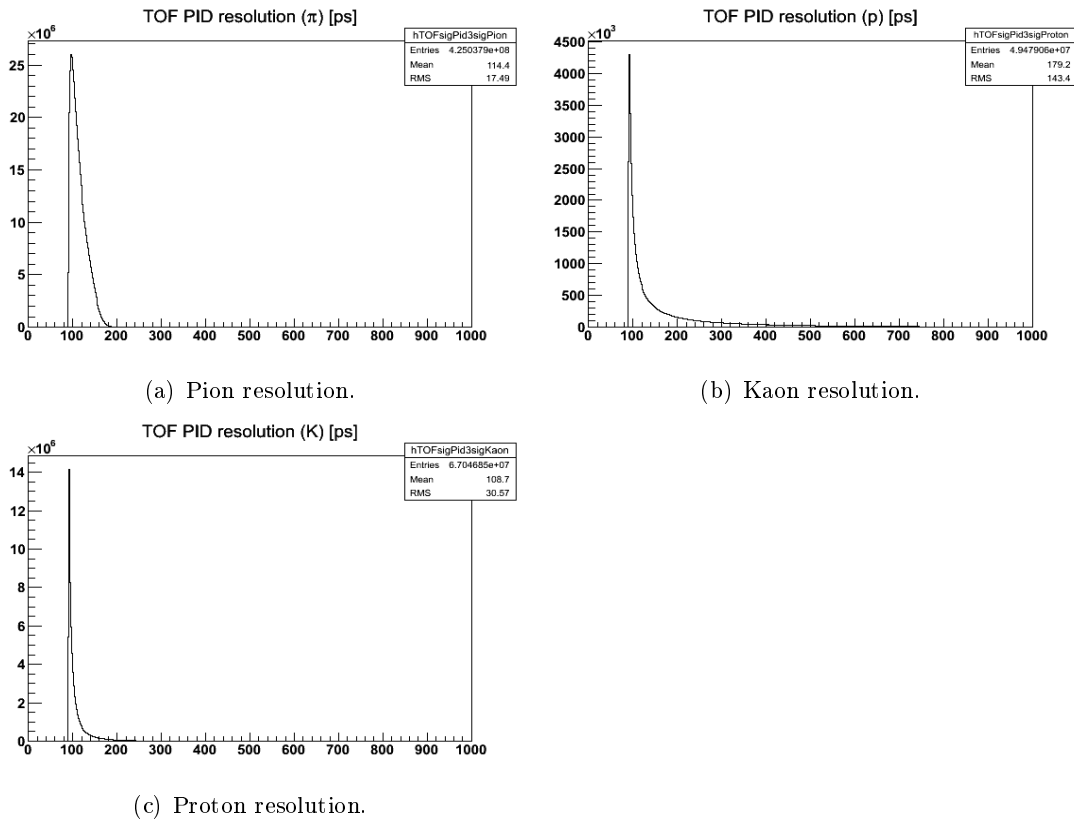 TOF PID resolution (π) [ps]
×10⁶
hTOFsigPid3sigPion
Entries 4.250379e+08
Mean 114.4
RMS 17.49
25
20
15
10
5
0
0 100 200 300 400 500 600 700 800 900 1000
(a) Pion resolution.
TOF PID resolution (p) [ps]
×10³
hTOFsigPid3sigProton
Entries 4.947906e+07
Mean 179.2
RMS 143.4
4500
4000
3500
3000
2500
2000
1500
1000
500
0
0 100 200 300 400 500 600 700 800 900 1000
(b) Kaon resolution.
TOF PID resolution (K) [ps]
×10⁶
hTOFsigPid3sigKaon
Entries 6.704685e+07
Mean 108.7
RMS 30.57
14
12
10
8
6
4
2
0
0 100 200 300 400 500 600 700 800 900 1000
(c) Proton resolution.